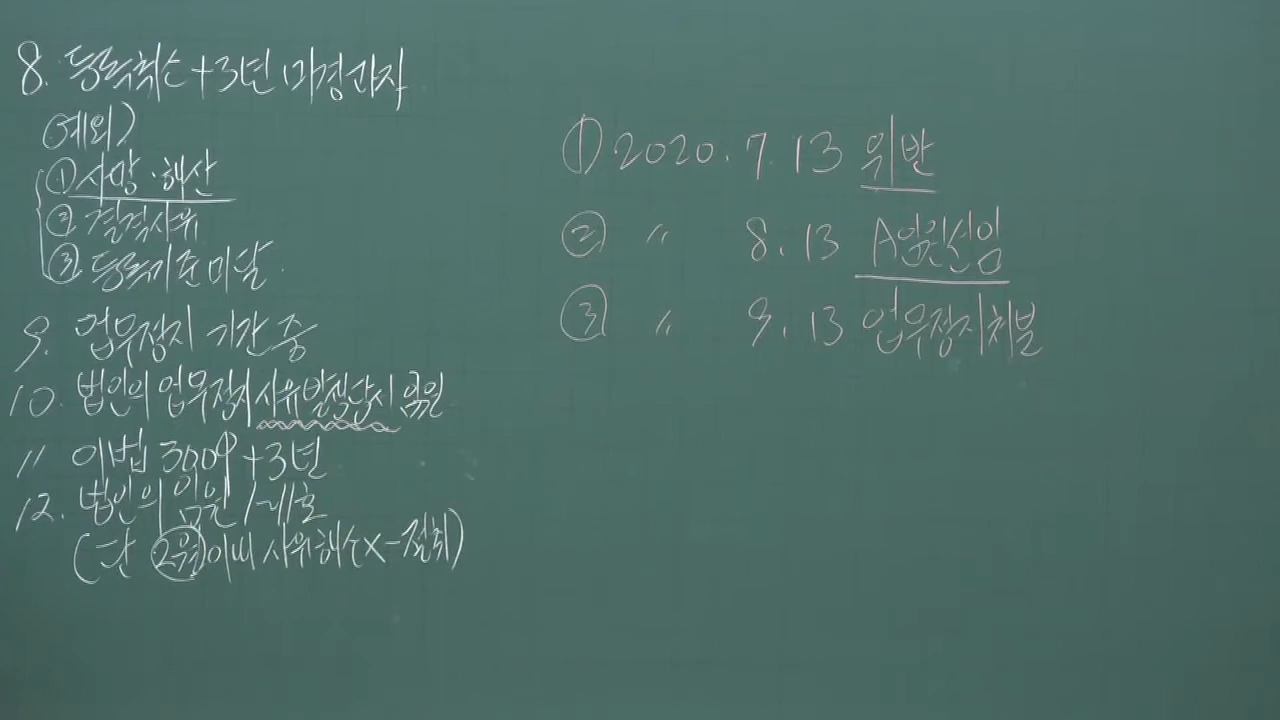 8. 등록취소+3년 미경과자
예외)
① 사망·해산
② 결격사유
③ 등록기준미달
9. 업무정지 기간 중
10. 법인의 업무정지 사유발생당시 임원
11 이법 300↑+3년
12. 법인의 임원 1~11호
(단 2월이내 사유해소X-절취)
① 2020. 7. 13 위반
② 〃 8. 13 A임원선임
③ 〃 9. 13 업무정지처분